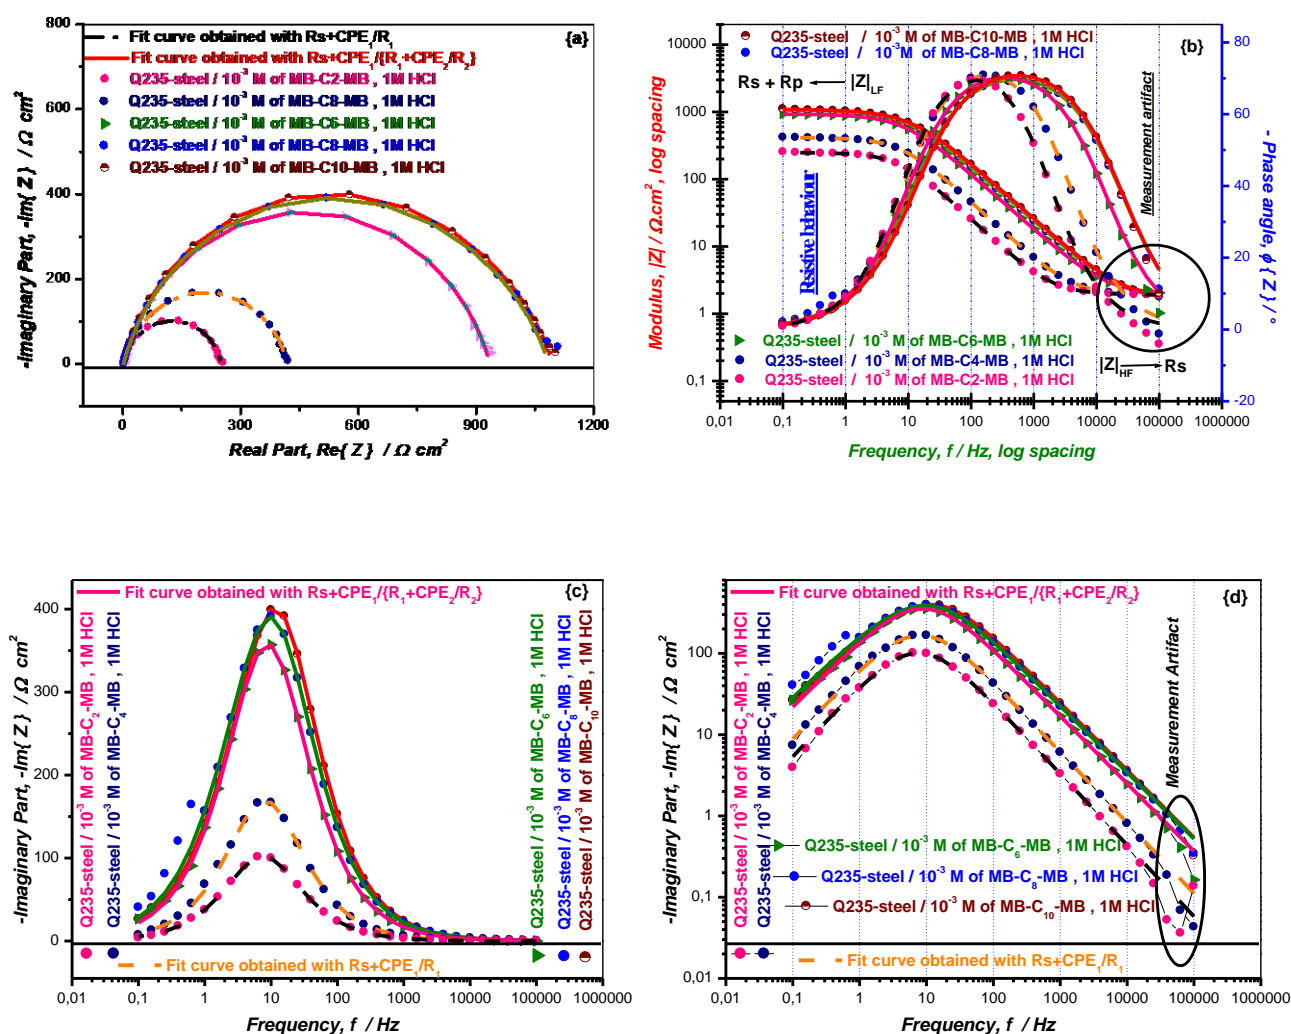 800
600
400
200
0
0
300
600
900
1200
-Imaginary Part, -Im{ Z } / Ω cm²
Real Part, Re{ Z } / Ω cm²
{a}
Fit curve obtained with Rs+CPE₁/R₁
Fit curve obtained with Rs+CPE₁/{R₁+CPE₂/R₂}
Q235-steel / 10⁻³ M of MB-C2-MB , 1M HCl
Q235-steel / 10⁻³ M of MB-C8-MB , 1M HCl
Q235-steel / 10⁻³ M of MB-C6-MB , 1M HCl
Q235-steel / 10⁻³ M of MB-C8-MB , 1M HCl
Q235-steel / 10⁻³ M of MB-C10-MB , 1M HCl
Q235-steel / 10⁻³ M of MB-C10-MB , 1M HCl
Q235-steel / 10⁻³M of MB-C8-MB , 1M HCl
{b}
Rs + Rp
|Z|LF
Resistive behaviour
Measurement artifact
Q235-steel / 10⁻³ M of MB-C6-MB , 1M HCl
Q235-steel / 10⁻³ M of MB-C4-MB , 1M HCl
Q235-steel / 10⁻³ M of MB-C2-MB , 1M HCl
|Z|HF
Rs
Modulus, |Z| / Ω.cm², log spacing
10000
1000
100
10
1
0,1
- Phase angle, ϕ{ Z } / °
80
60
40
20
0
-20
0,01
0,1
1
10
100
1000
10000
100000
1000000
Frequency, f / Hz, log spacing
Fit curve obtained with Rs+CPE₁/{R₁+CPE₂/R₂}
{c}
-Imaginary Part, -Im{ Z } / Ω cm²
400
300
200
100
0
Q235-steel / 10⁻³ M of MB-C₂-MB , 1M HCl
Q235-steel / 10⁻³ M of MB-C₄-MB , 1M HCl
Q235-steel / 10⁻³ M of MB-C₆-MB , 1M HCl
Q235-steel / 10⁻³ M of MB-C₈-MB , 1M HCl
Q235-steel / 10⁻³ M of MB-C₁₀-MB , 1M HCl
Fit curve obtained with Rs+CPE₁/R₁
0,01
0,1
1
10
100
1000
10000
100000
1000000
Frequency, f / Hz
Fit curve obtained with Rs+CPE₁/{R₁+CPE₂/R₂}
{d}
-Imaginary Part, -Im{ Z } / Ω cm²
100
10
1
0,1
0,01
Q235-steel / 10⁻³ M of MB-C₂-MB , 1M HCl
Q235-steel / 10⁻³ M of MB-C₄-MB , 1M HCl
Measurement Artifact
Q235-steel / 10⁻³ M of MB-C₆-MB , 1M HCl
Q235-steel / 10⁻³ M of MB-C₈-MB , 1M HCl
Q235-steel / 10⁻³ M of MB-C₁₀-MB , 1M HCl
Fit curve obtained with Rs+CPE₁/R₁
0,01
0,1
1
10
100
1000
10000
100000
1000000
Frequency, f / Hz